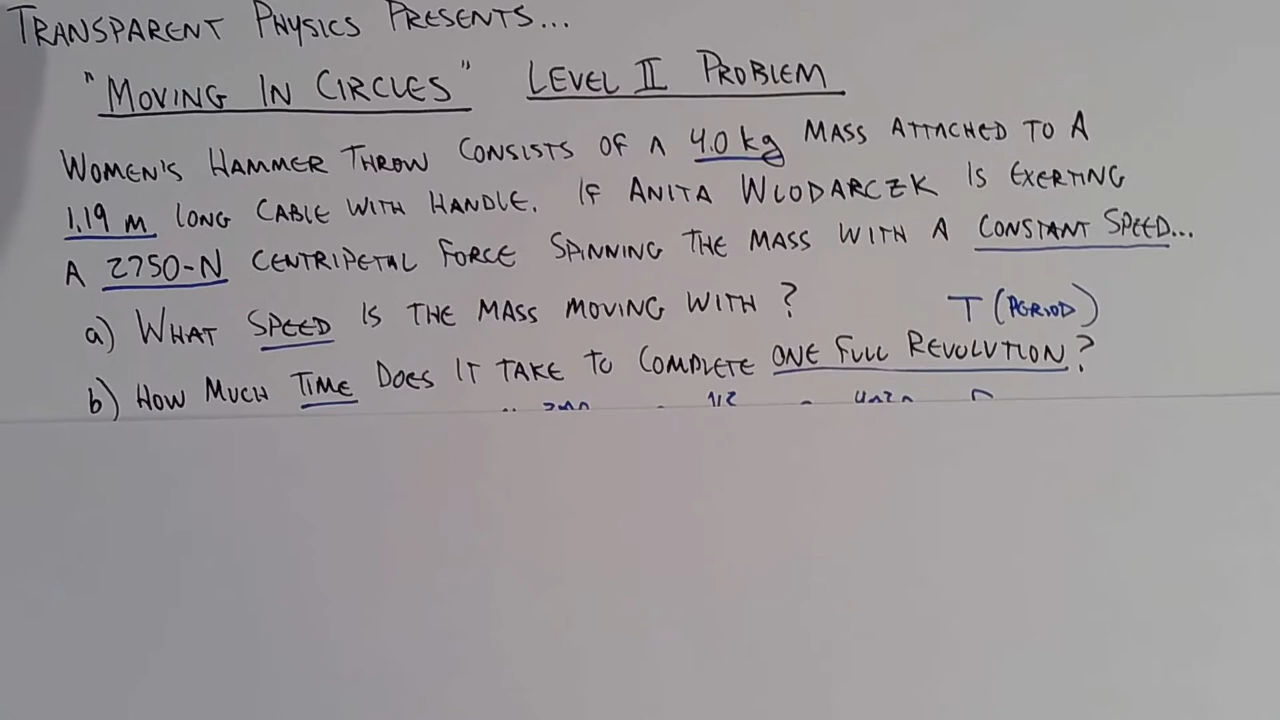 TRANSPARENT PHYSICS PRESENTS...
"MOVING IN CIRCLES" LEVEL II PROBLEM
WOMEN'S HAMMER THROW CONSISTS OF A 4.0 kg MASS ATTACHED TO A
1.19 m LONG CABLE WITH HANDLE. IF ANITA WLODARCZEK IS EXERTING
A 2750-N CENTRIPETAL FORCE SPINNING THE MASS WITH A CONSTANT SPEED...
a) WHAT SPEED IS THE MASS MOVING WITH?
T (PERIOD)
b) HOW MUCH TIME DOES IT TAKE TO COMPLETE ONE FULL REVOLUTION?